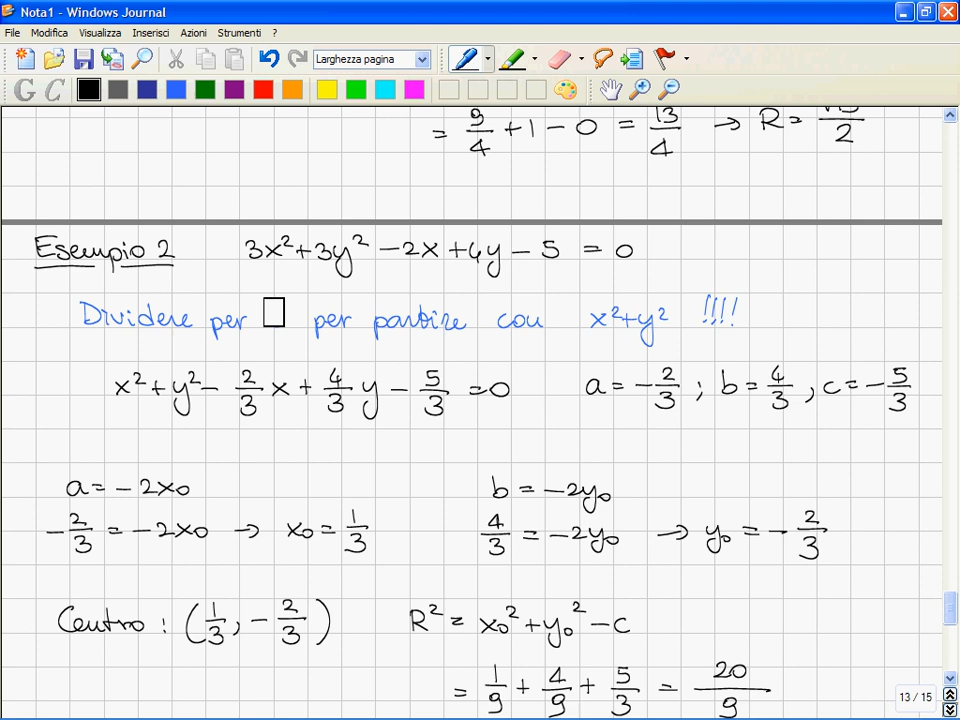 Nota1 - Windows Journal
File Modifica Visualizza Inserisci Azioni Strumenti ?
Larghezza pagina
G C
= 9/4 + 1 - 0 = 13/4 → R = √13/2
Esempio 2 3x² + 3y² - 2x + 4y - 5 = 0
Dividere per □ per partire con x² + y² !!!!
x² + y² - 2/3 x + 4/3 y - 5/3 = 0 a = - 2/3 ; b = 4/3 , c = - 5/3
a = - 2x₀ b = - 2y₀
- 2/3 = - 2x₀ → x₀ = 1/3 4/3 = - 2y₀ → y₀ = - 2/3
Centro : (1/3, - 2/3) R² = x₀² + y₀² - c
= 1/9 + 4/9 + 5/3 = 20/9
13 / 15